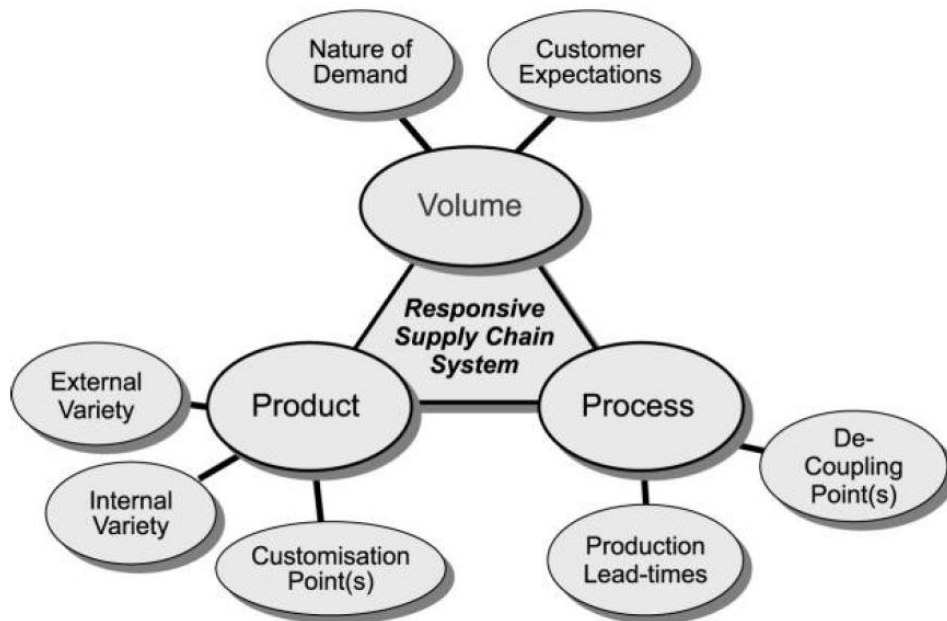 Nature of
Demand
Customer
Expectations
Volume
Responsive
Supply Chain
System
External
Variety
Product
Process
Internal
Variety
De-
Coupling
Point(s)
Customisation
Point(s)
Production
Lead-times